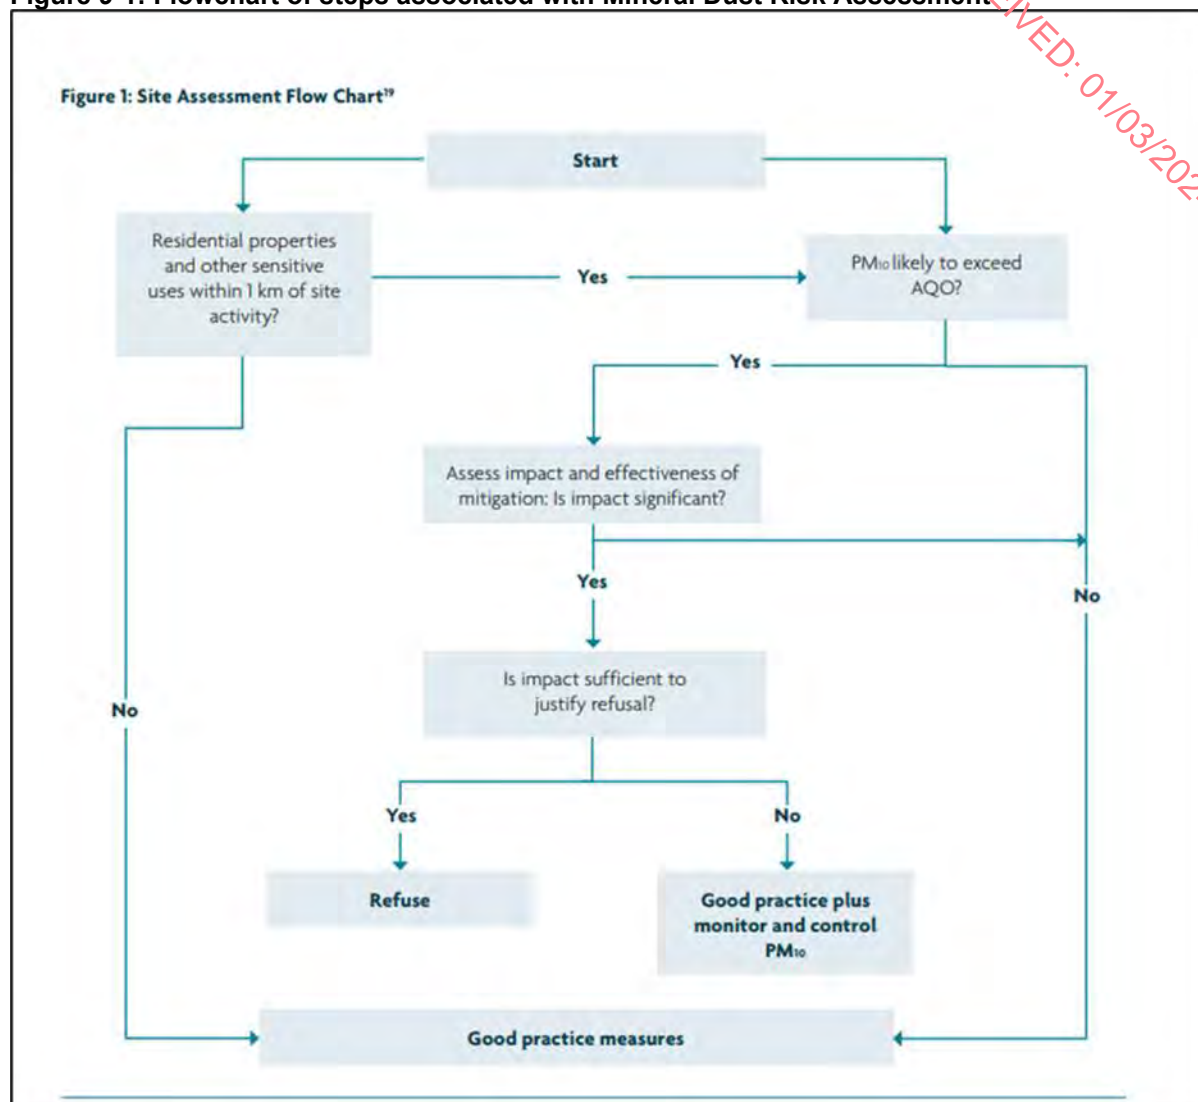 Figure 1: Site Assessment Flow Chart¹⁹
Start
Residential properties
and other sensitive
uses within 1 km of site
activity?
Yes
PM₁₀ likely to exceed
AQO?
Yes
Assess impact and effectiveness of
mitigation: Is impact significant?
Yes
No
Is impact sufficient to
justify refusal?
No
Yes
No
Refuse
Good practice plus
monitor and control
PM₁₀
Good practice measures